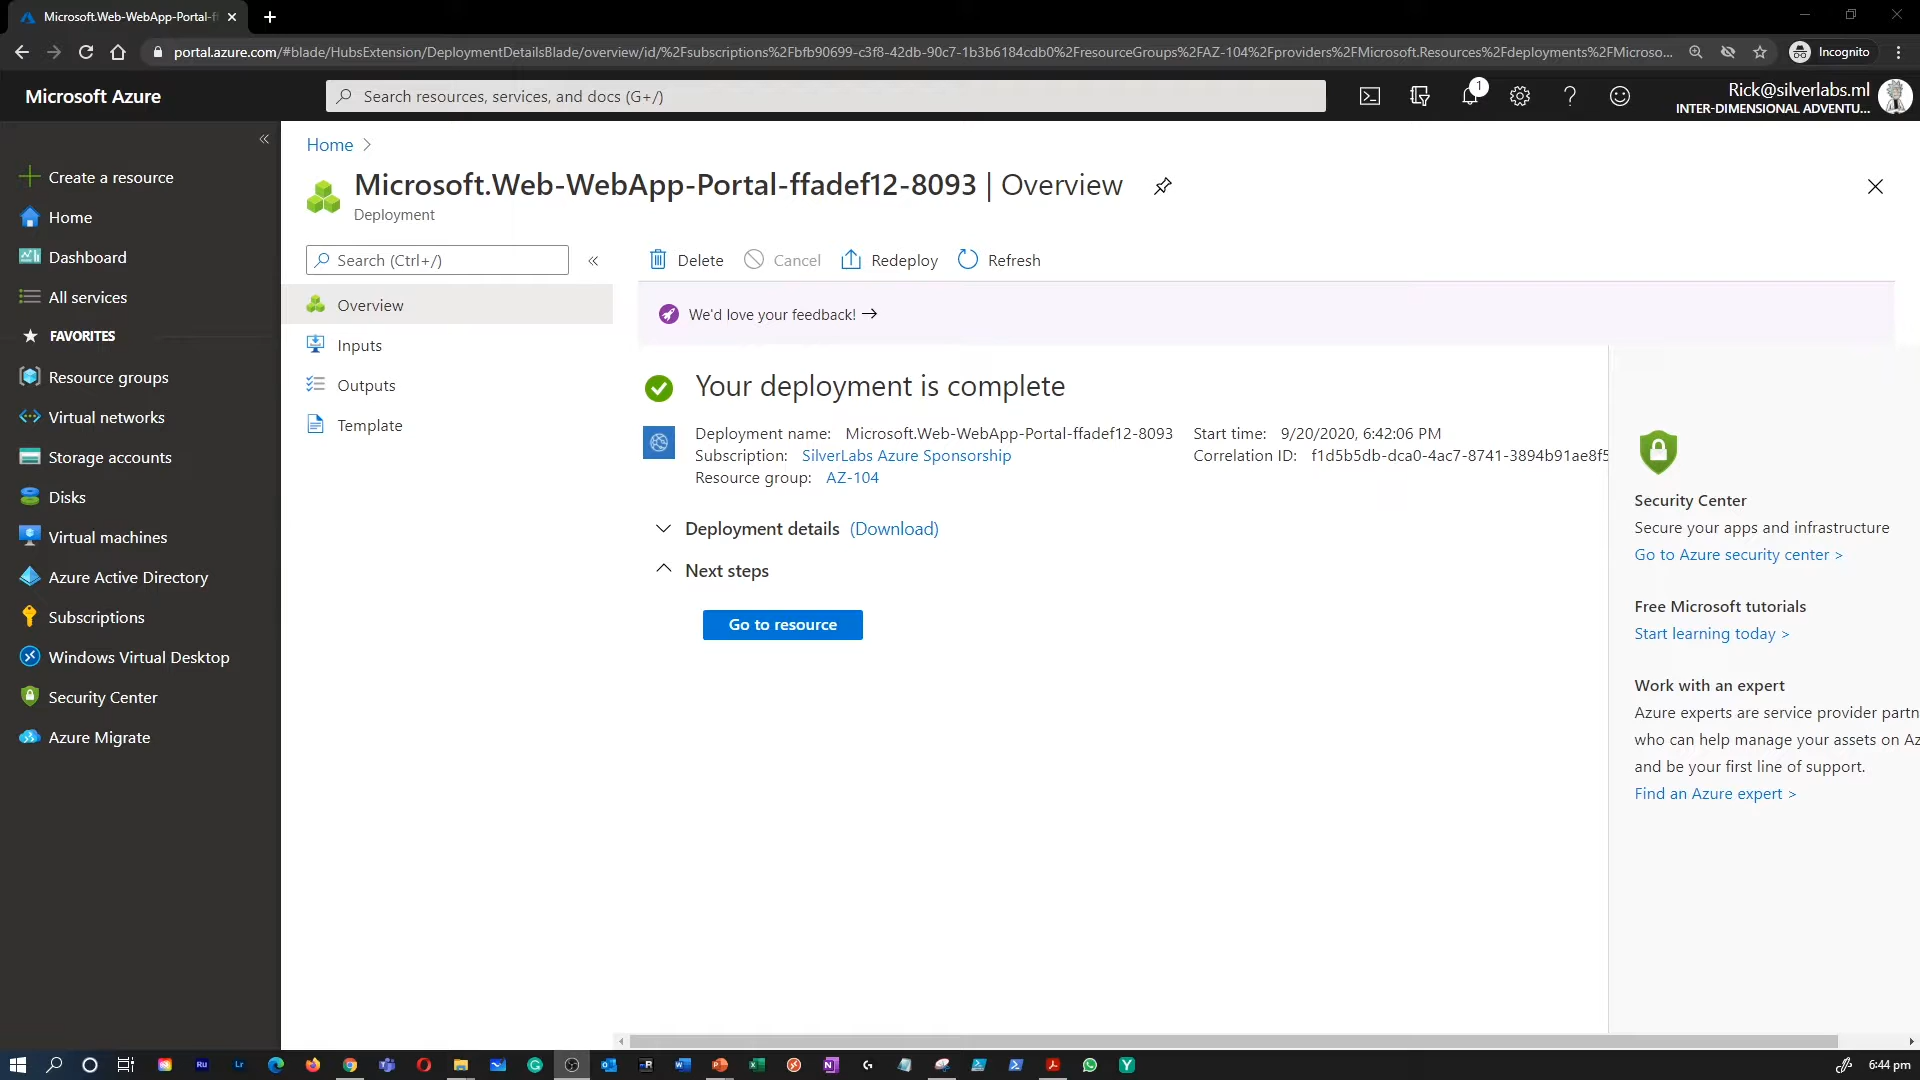 Microsoft.Web-WebApp-Portal-ff
portal.azure.com/#blade/HubsExtension/DeploymentDetailsBlade/overview/id/%2Fsubscriptions%2Fbfb90699-c3f8-42db-90c7-1b3b6184cdb0%2FresourceGroups%2FAZ-104%2Fproviders%2FMicrosoft.Resources%2Fdeployments%2FMicroso...
Incognito
Microsoft Azure
Search resources, services, and docs (G+/)
1
Rick@silverlabs.ml
INTER-DIMENSIONAL ADVENTU...
Create a resource
Home
Dashboard
All services
FAVORITES
Resource groups
Virtual networks
Storage accounts
Disks
Virtual machines
Azure Active Directory
Subscriptions
Windows Virtual Desktop
Security Center
Azure Migrate
Home
Microsoft.Web-WebApp-Portal-ffadef12-8093 | Overview
Deployment
Search (Ctrl+/)
Overview
Inputs
Outputs
Template
Delete
Cancel
Redeploy
Refresh
We'd love your feedback! →
Your deployment is complete
Deployment name: Microsoft.Web-WebApp-Portal-ffadef12-8093
Subscription: SilverLabs Azure Sponsorship
Resource group: AZ-104
Start time: 9/20/2020, 6:42:06 PM
Correlation ID: f1d5b5db-dca0-4ac7-8741-3894b91ae8f5
Deployment details (Download)
Next steps
Go to resource
Security Center
Secure your apps and infrastructure
Go to Azure security center >
Free Microsoft tutorials
Start learning today >
Work with an expert
Azure experts are service provider partn
who can help manage your assets on Az
and be your first line of support.
Find an Azure expert >
Ru
Lr
6:44 pm